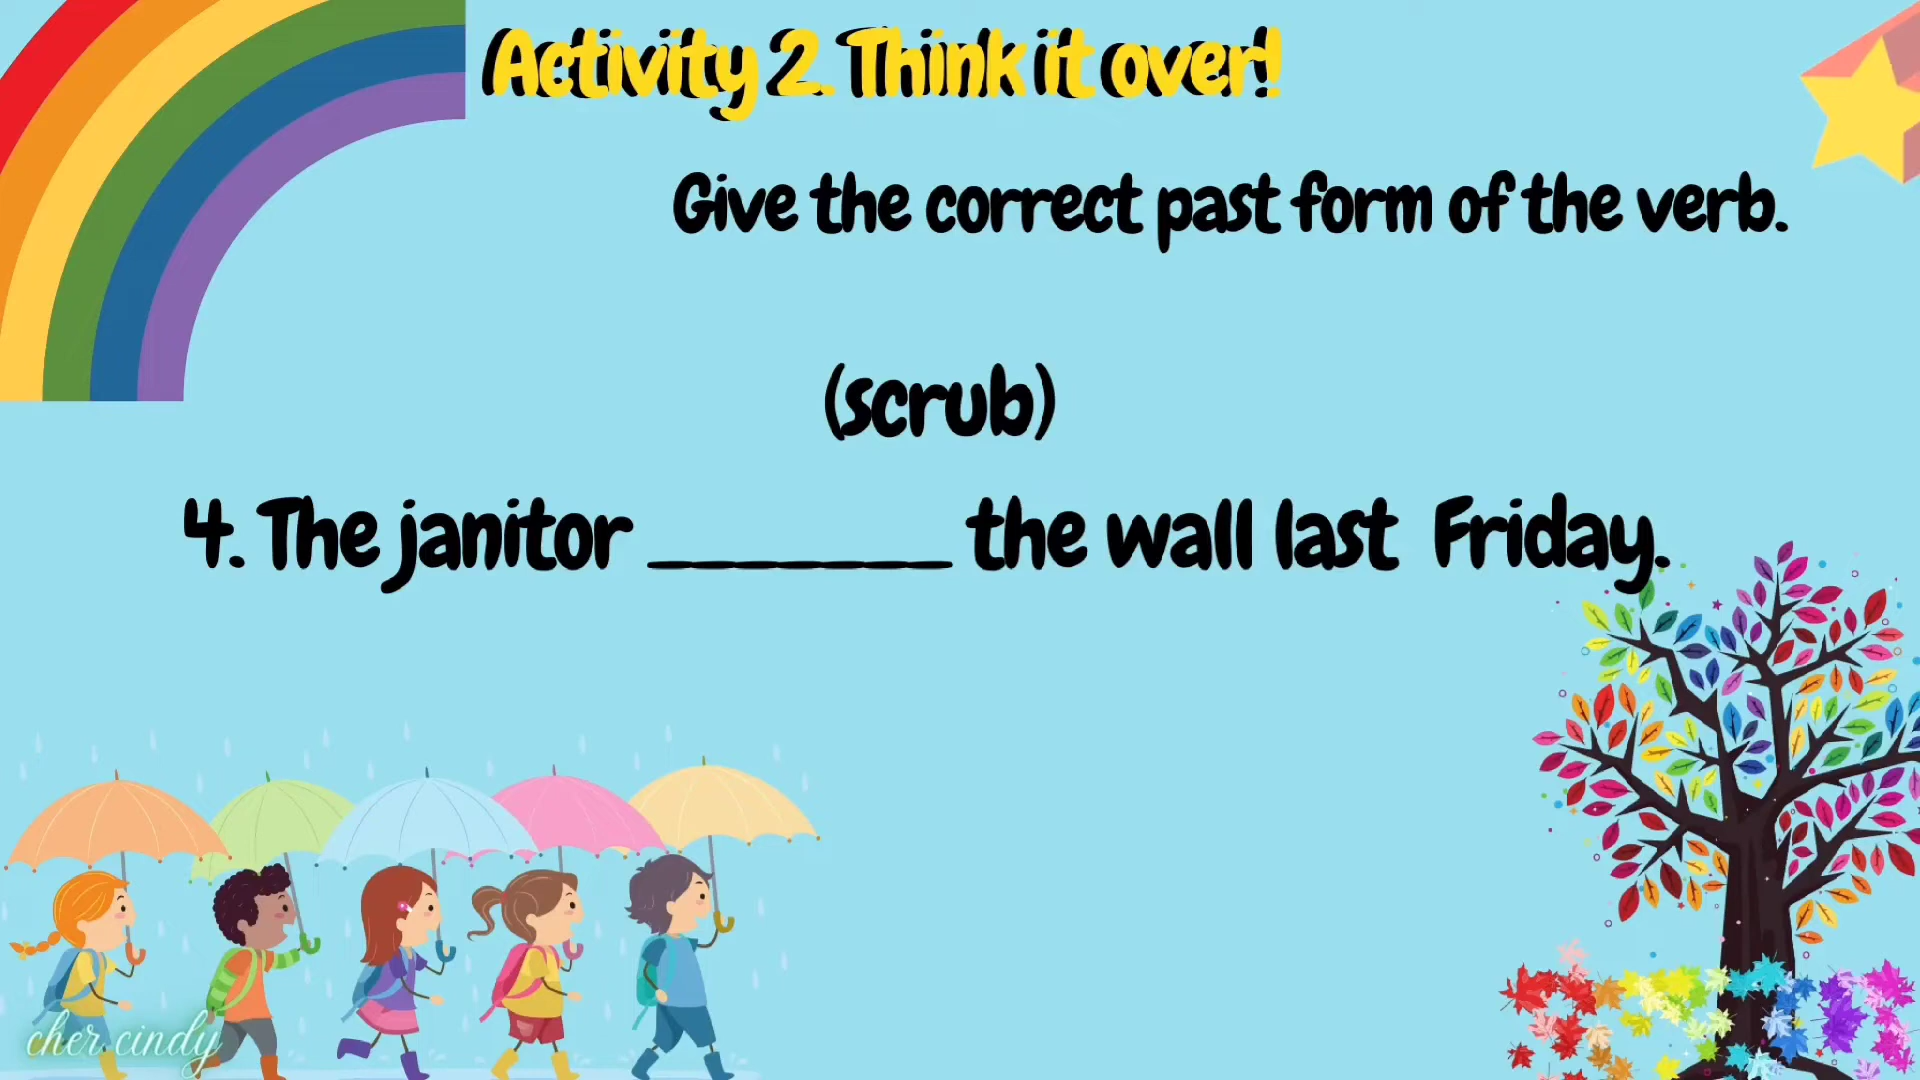 Activity 2. Think it over!
Give the correct past form of the verb.
(scrub)
4. The janitor _______ the wall last Friday.
cher cindy